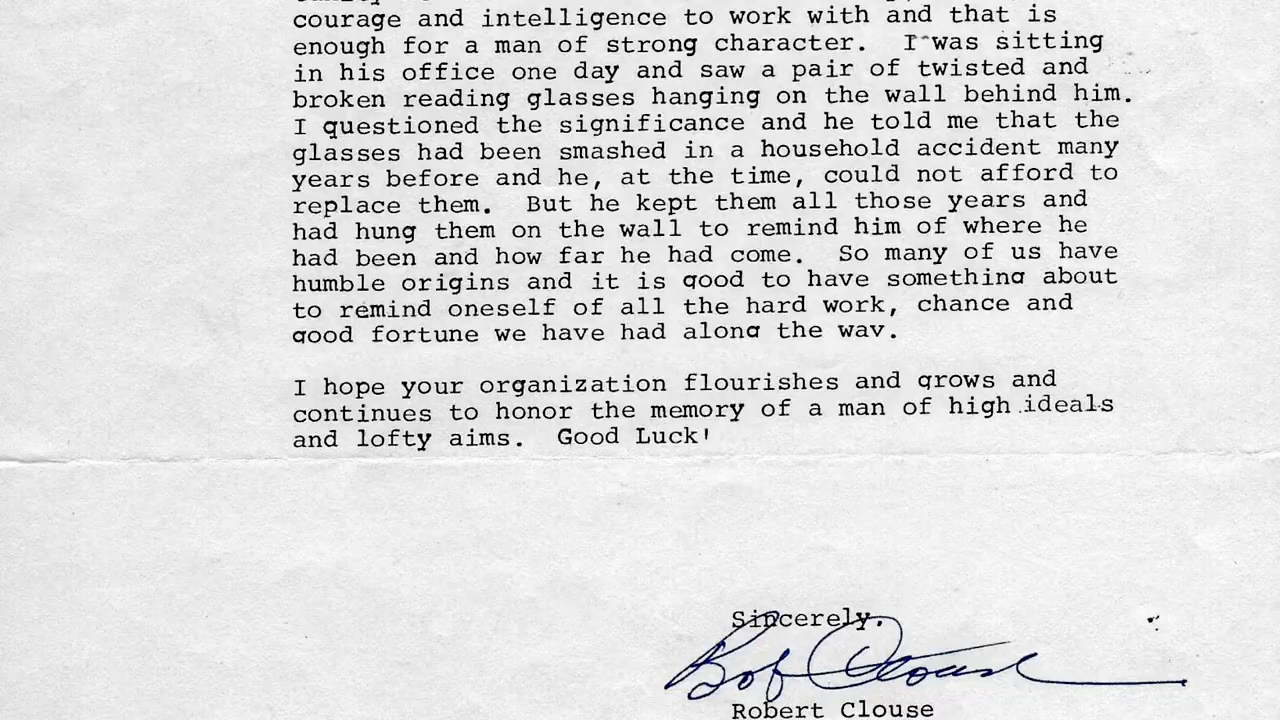 courage and intelligence to work with and that is
enough for a man of strong character. I was sitting
in his office one day and saw a pair of twisted and
broken reading glasses hanging on the wall behind him.
I questioned the significance and he told me that the
glasses had been smashed in a household accident many
years before and he, at the time, could not afford to
replace them. But he kept them all those years and
had hung them on the wall to remind him of where he
had been and how far he had come. So many of us have
humble origins and it is good to have something about
to remind oneself of all the hard work, chance and
good fortune we have had along the way.
I hope your organization flourishes and grows and
continues to honor the memory of a man of high ideals
and lofty aims. Good Luck!
Sincerely,
Bob Clouse
Robert Clouse